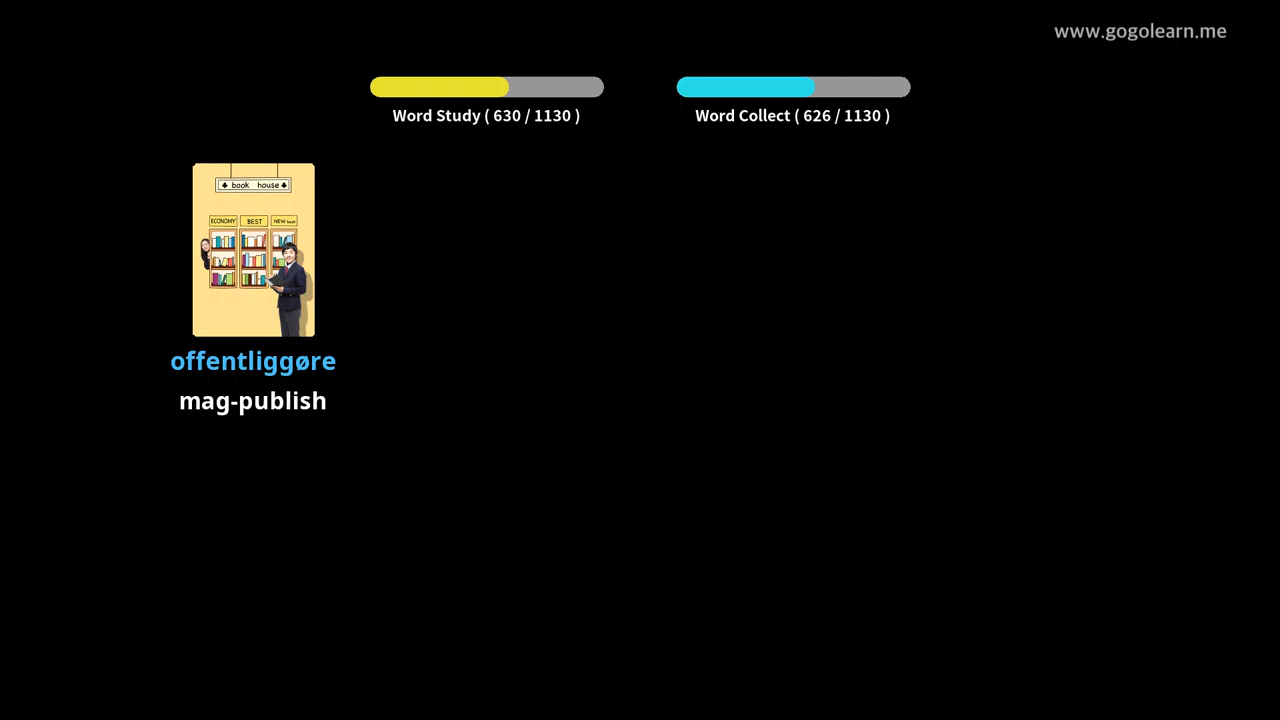 www.gogolearn.me
Word Study ( 630 / 1130 )
Word Collect ( 626 / 1130 )
book house
ECONOMY
BEST
NEW book
offentliggøre
mag-publish